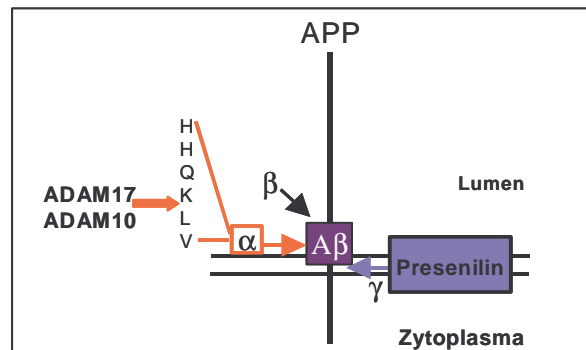 APP
H
H
Q
K
L
V
ADAM17
ADAM10
α
β
Aβ
Lumen
Presenilin
γ
Zytoplasma